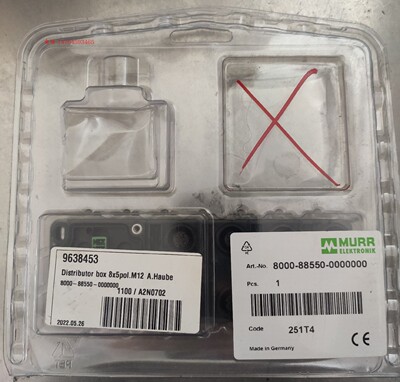 9638453
Distributor box 8x5pol.M12 A.Haube
8000-88550-0000000
1100 / A2N0702
2022.05.26
MURR
ELEKTRONIK
Art.-No. 8000-88550-0000000
Pcs. 1
Code 251T4
Made in Germany
CE